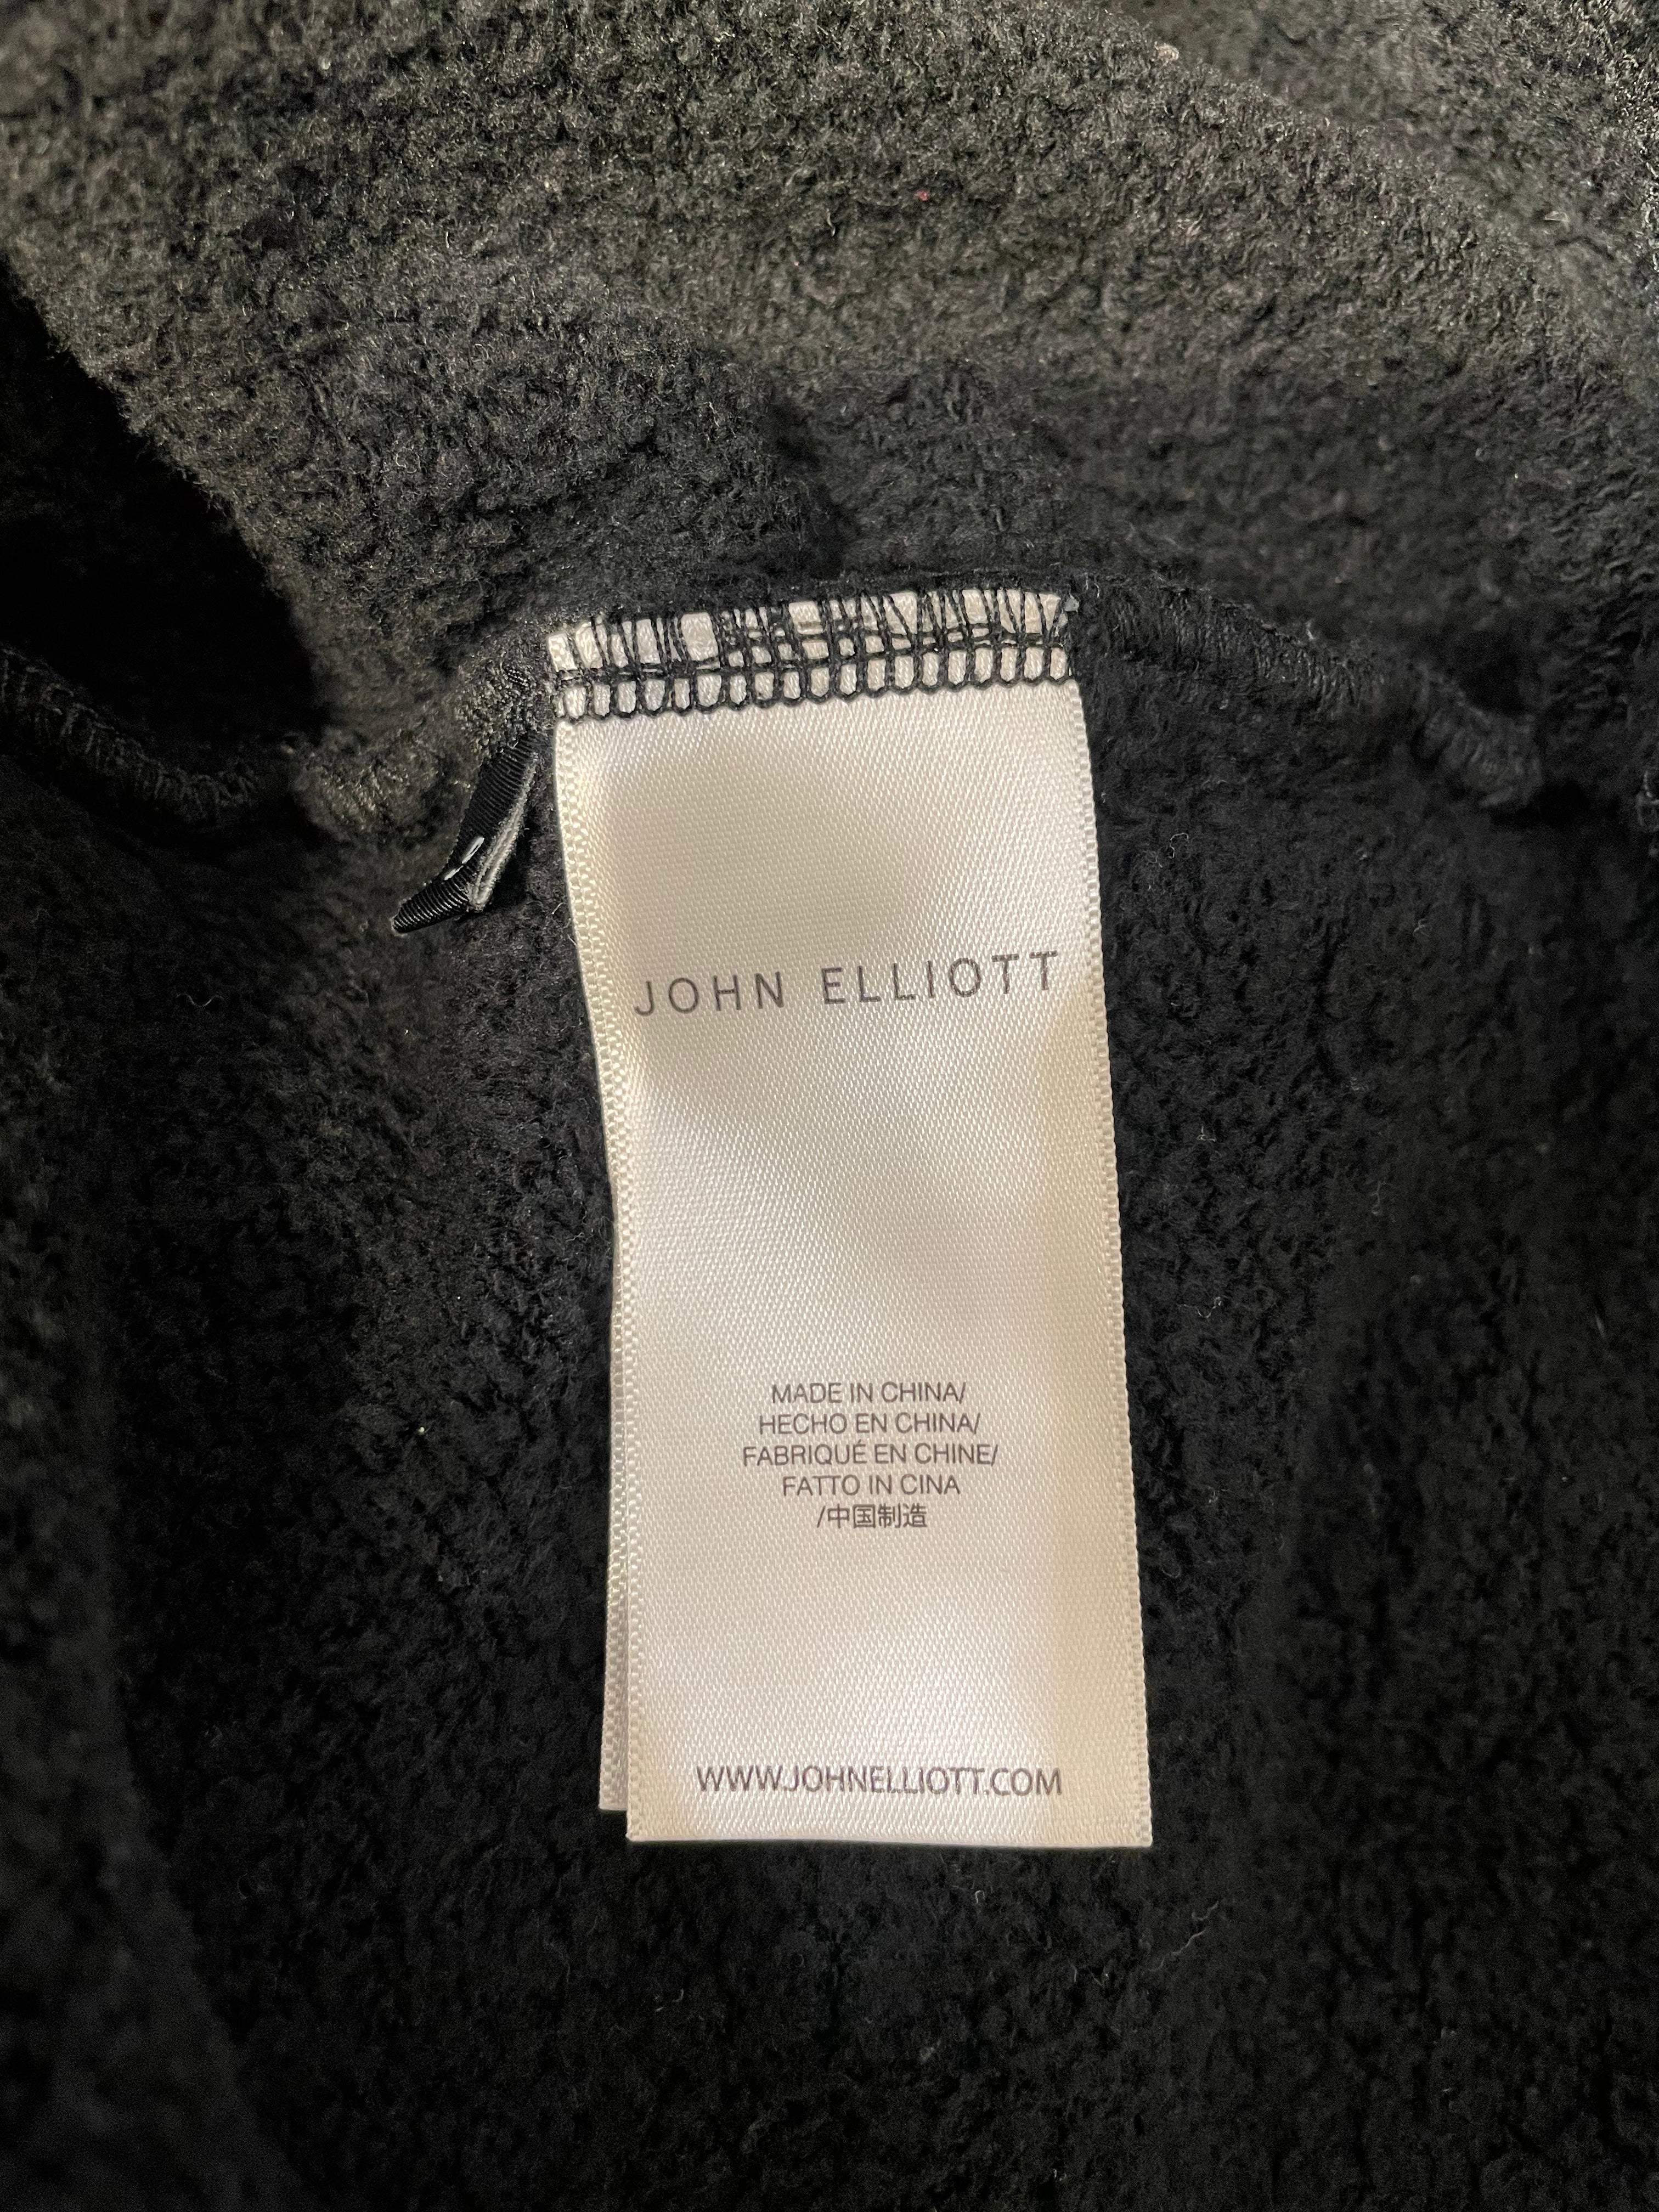 JOHN ELLIOTT
MADE IN CHINA/
HECHO EN CHINA/
FABRIQUÉ EN CHINE/
FATTO IN CINA
/中国制造
WWW.JOHNELLIOTT.COM